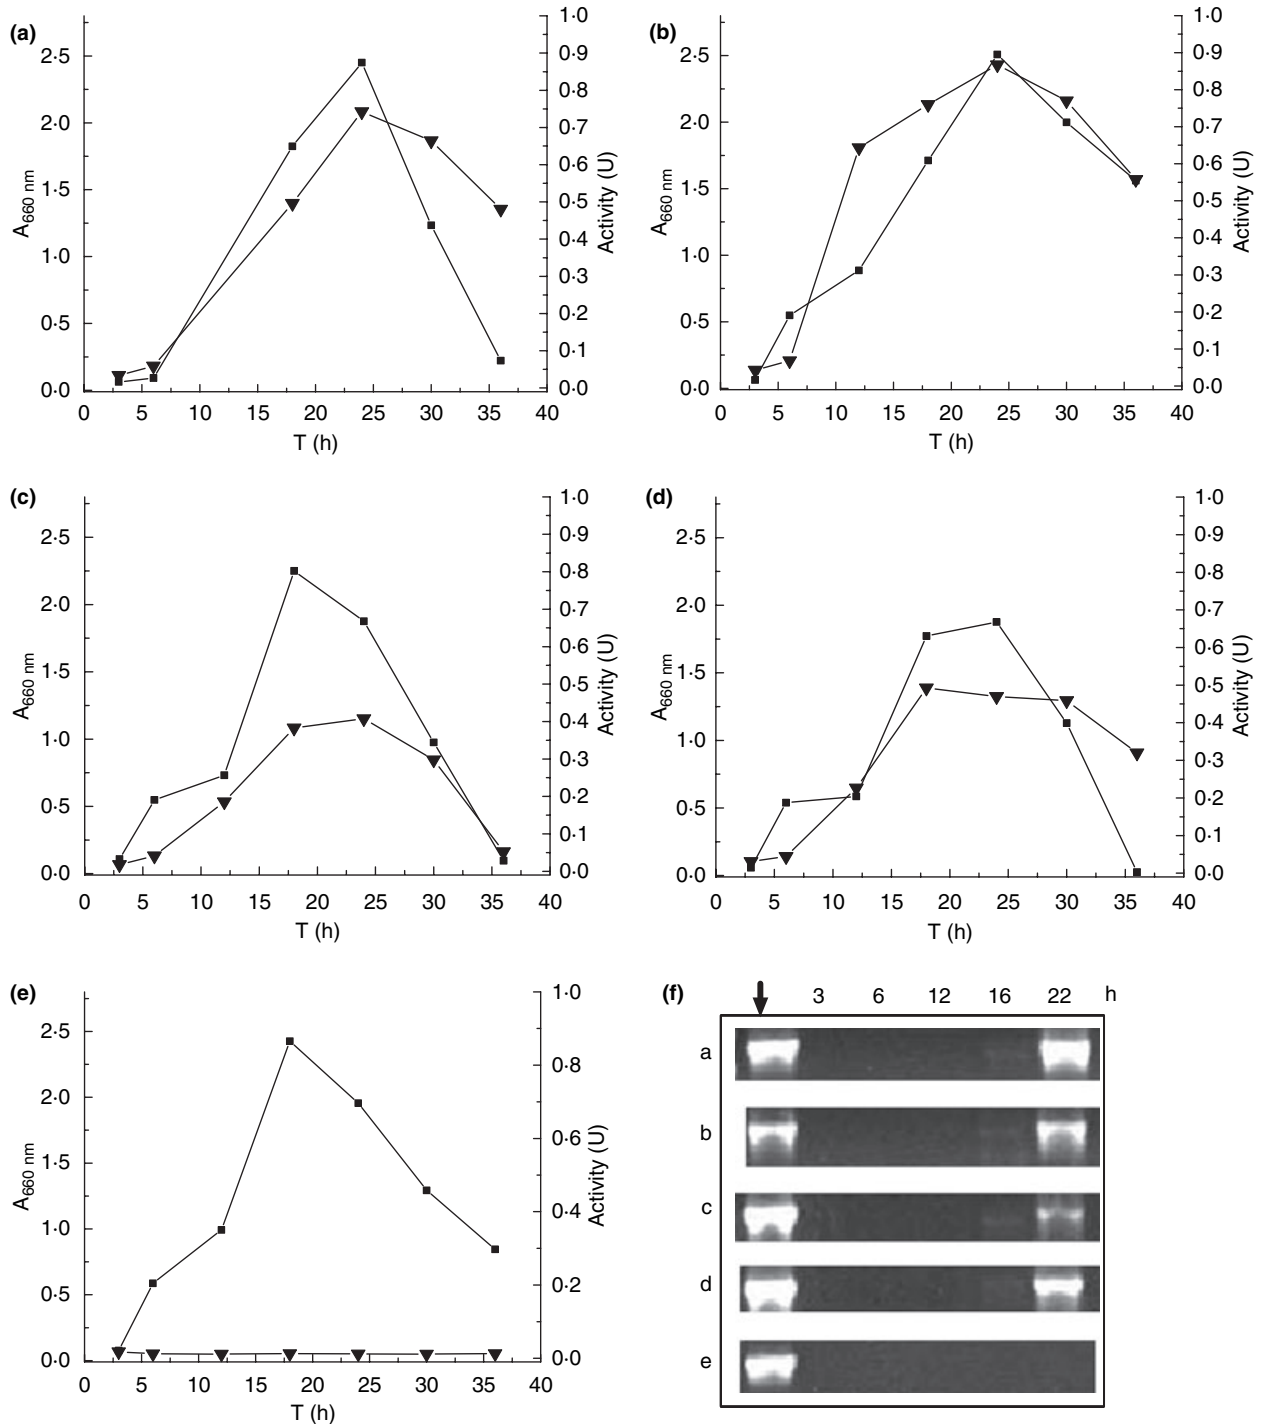 (a)
A660 nm
2·5
2·0
1·5
1·0
0·5
0·0
0 5 10 15 20 25 30 35 40
T (h)
1·0
0·9
0·8
0·7
0·6
0·5
0·4
0·3
0·2
0·1
0·0
Activity (U)
(b)
A660 nm
2·5
2·0
1·5
1·0
0·5
0·0
0 5 10 15 20 25 30 35 40
T (h)
1·0
0·9
0·8
0·7
0·6
0·5
0·4
0·3
0·2
0·1
0·0
Activity (U)
(c)
A660 nm
2·5
2·0
1·5
1·0
0·5
0·0
0 5 10 15 20 25 30 35 40
T (h)
1·0
0·9
0·8
0·7
0·6
0·5
0·4
0·3
0·2
0·1
0·0
Activity (U)
(d)
A660 nm
2·5
2·0
1·5
1·0
0·5
0·0
0 5 10 15 20 25 30 35 40
T (h)
1·0
0·9
0·8
0·7
0·6
0·5
0·4
0·3
0·2
0·1
0·0
Activity (U)
(e)
A660 nm
2·5
2·0
1·5
1·0
0·5
0·0
0 5 10 15 20 25 30 35 40
T (h)
1·0
0·8
0·6
0·4
0·2
0·0
Activity (U)
(f)
3 6 12 16 22 h
a
b
c
d
e